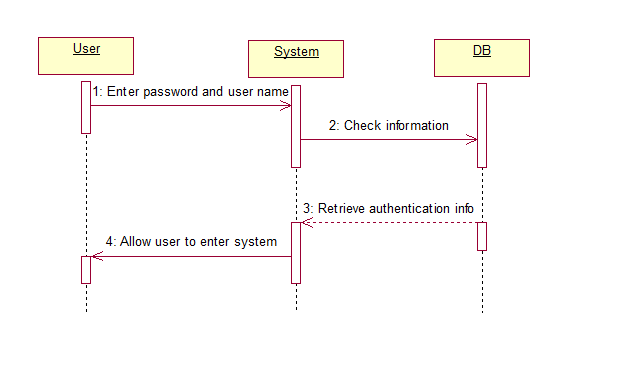 User
System
DB
1: Enter password and user name
2: Check information
3: Retrieve authentication info
4: Allow user to enter system